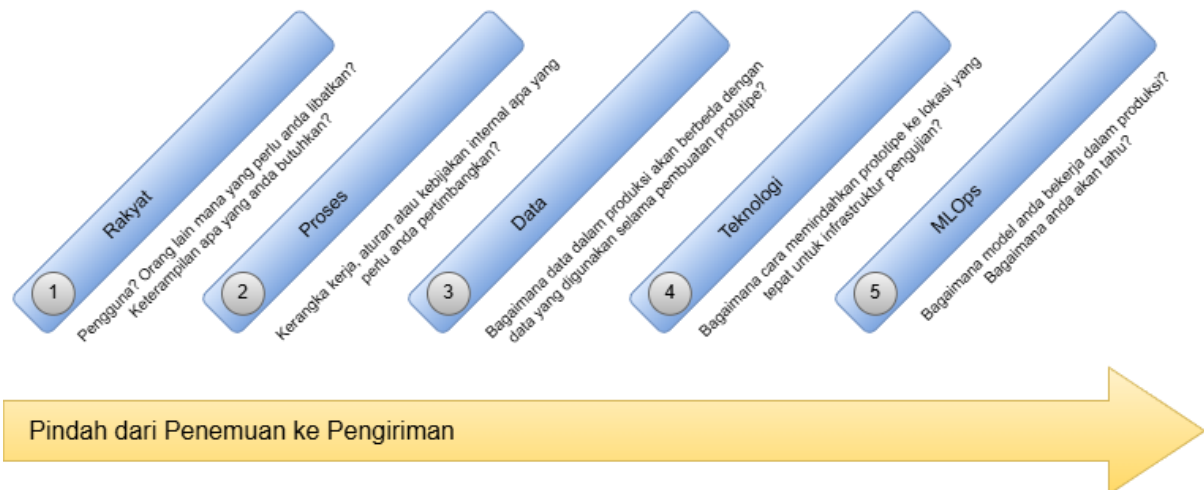 Rakyat
1
Pengguna? Orang lain mana yang perlu anda libatkan?
Keterampilan apa yang anda butuhkan?
Proses
2
Kerangka kerja, aturan atau kebijakan internal apa yang
perlu anda pertimbangkan?
Data
3
Bagaimana data dalam produksi akan berbeda dengan
data yang digunakan selama pembuatan prototipe?
Teknologi
4
Bagaimana cara memindahkan prototipe ke lokasi yang
tepat untuk infrastruktur pengujian?
MLOps
5
Bagaimana model anda bekerja dalam produksi?
Bagaimana anda akan tahu?
Pindah dari Penemuan ke Pengiriman